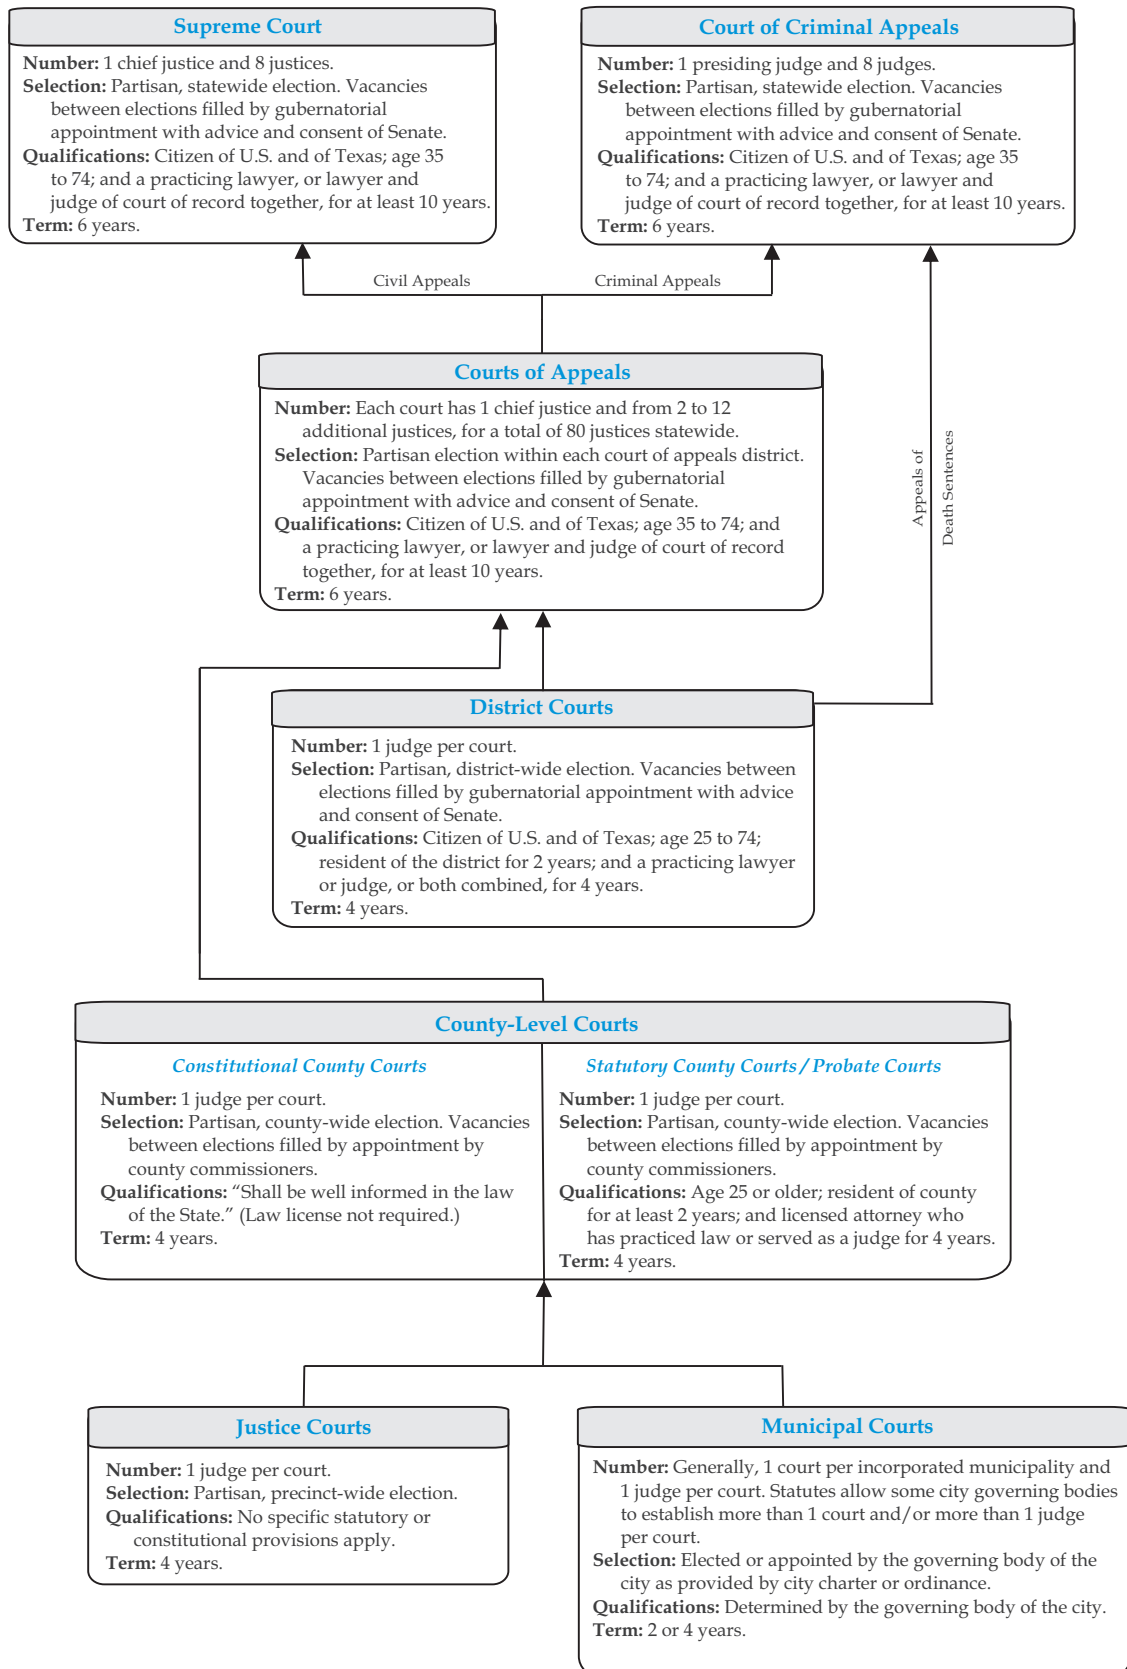 Supreme Court
Number: 1 chief justice and 8 justices.
Selection: Partisan, statewide election. Vacancies
between elections filled by gubernatorial
appointment with advice and consent of Senate.
Qualifications: Citizen of U.S. and of Texas; age 35
to 74; and a practicing lawyer, or lawyer and
judge of court of record together, for at least 10 years.
Term: 6 years.
Court of Criminal Appeals
Number: 1 presiding judge and 8 judges.
Selection: Partisan, statewide election. Vacancies
between elections filled by gubernatorial
appointment with advice and consent of Senate.
Qualifications: Citizen of U.S. and of Texas; age 35
to 74; and a practicing lawyer, or lawyer and
judge of court of record together, for at least 10 years.
Term: 6 years.
Civil Appeals
Criminal Appeals
Courts of Appeals
Number: Each court has 1 chief justice and from 2 to 12
additional justices, for a total of 80 justices statewide.
Selection: Partisan election within each court of appeals district.
Vacancies between elections filled by gubernatorial
appointment with advice and consent of Senate.
Qualifications: Citizen of U.S. and of Texas; age 35 to 74; and
a practicing lawyer, or lawyer and judge of court of record
together, for at least 10 years.
Term: 6 years.
Appeals of
Death Sentences
District Courts
Number: 1 judge per court.
Selection: Partisan, district-wide election. Vacancies between
elections filled by gubernatorial appointment with advice
and consent of Senate.
Qualifications: Citizen of U.S. and of Texas; age 25 to 74;
resident of the district for 2 years; and a practicing lawyer
or judge, or both combined, for 4 years.
Term: 4 years.
County-Level Courts
Constitutional County Courts
Number: 1 judge per court.
Selection: Partisan, county-wide election. Vacancies
between elections filled by appointment by
county commissioners.
Qualifications: “Shall be well informed in the law
of the State.” (Law license not required.)
Term: 4 years.
Statutory County Courts / Probate Courts
Number: 1 judge per court.
Selection: Partisan, county-wide election. Vacancies
between elections filled by appointment by
county commissioners.
Qualifications: Age 25 or older; resident of county
for at least 2 years; and licensed attorney who
has practiced law or served as a judge for 4 years.
Term: 4 years.
Justice Courts
Number: 1 judge per court.
Selection: Partisan, precinct-wide election.
Qualifications: No specific statutory or
constitutional provisions apply.
Term: 4 years.
Municipal Courts
Number: Generally, 1 court per incorporated municipality and
1 judge per court. Statutes allow some city governing bodies
to establish more than 1 court and/or more than 1 judge
per court.
Selection: Elected or appointed by the governing body of the
city as provided by city charter or ordinance.
Qualifications: Determined by the governing body of the city.
Term: 2 or 4 years.